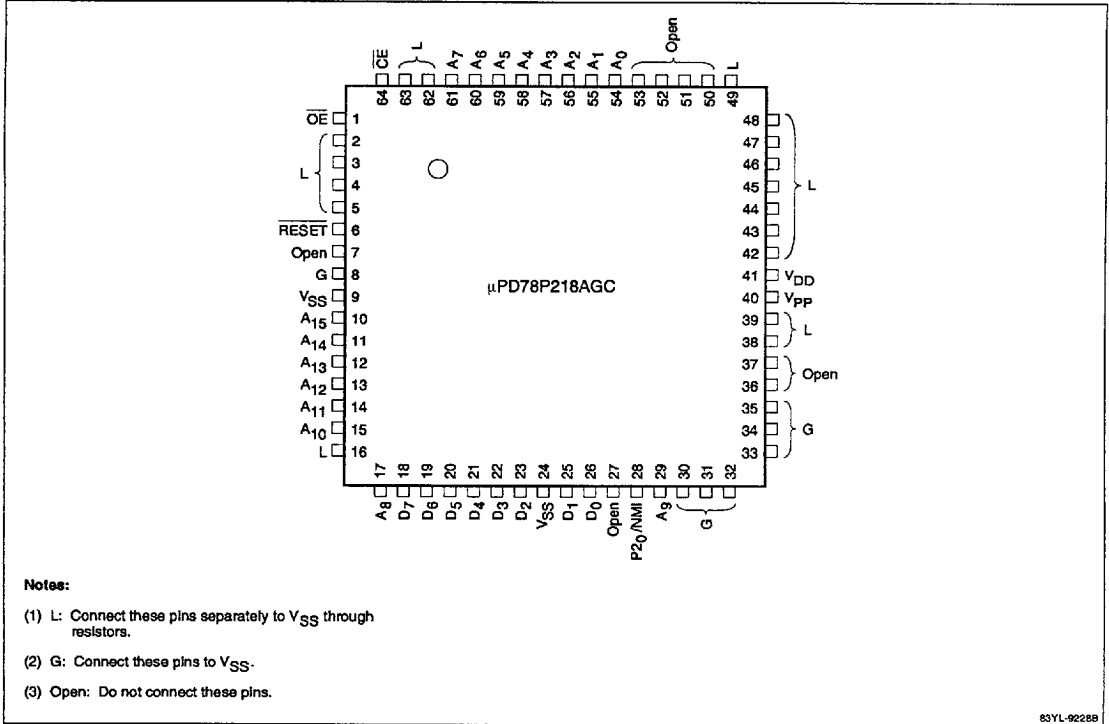 CE
L
A7
A6
A5
A4
A3
A2
A1
A0
Open
L
64 63 62 61 60 59 58 57 56 55 54 53 52 51 50 49
OE 1
2
3
L
4
5
RESET 6
Open 7
G 8
VSS 9
A15 10
A14 11
A13 12
A12 13
A11 14
A10 15
L 16
µPD78P218AGC
48
47
46
45 L
44
43
42
41 VDD
40 VPP
39
L
38
37
Open
36
35
34 G
33
17 18 19 20 21 22 23 24 25 26 27 28 29 30 31 32
A8
D7
D6
D5
D4
D3
D2
VSS
D1
D0
Open
P20/NMI
A9
G
Notes:
(1) L: Connect these pins separately to VSS through
resistors.
(2) G: Connect these pins to VSS.
(3) Open: Do not connect these pins.
83YL-9228B